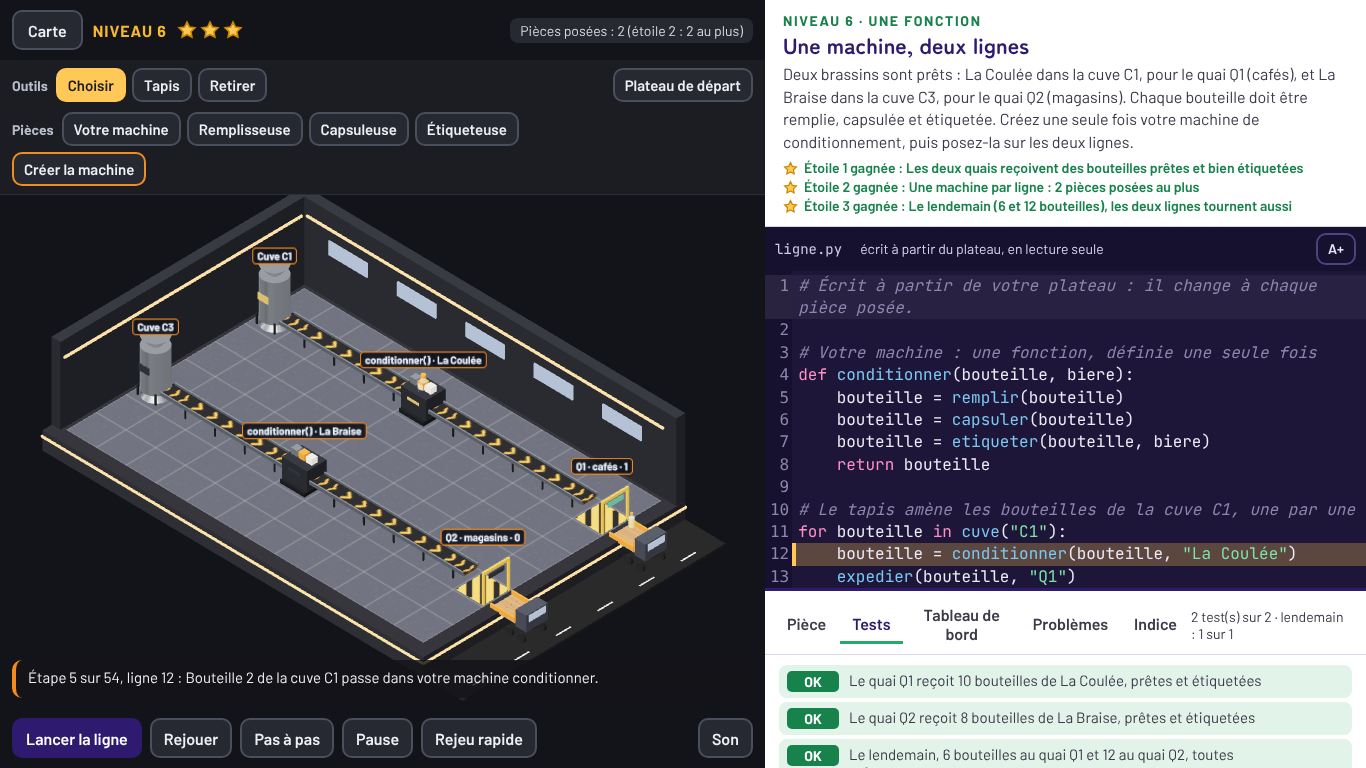 Carte
NIVEAU 6
Pièces posées : 2 (étoile 2 : 2 au plus)
Outils
Choisir
Tapis
Retirer
Plateau de départ
Pièces
Votre machine
Remplisseuse
Capsuleuse
Étiqueteuse
Créer la machine
Cuve C1
Cuve C3
conditionner() · La Coulée
conditionner() · La Braise
Q1 · cafés · 1
Q2 · magasins · 0
Étape 5 sur 54, ligne 12 : Bouteille 2 de la cuve C1 passe dans votre machine conditionner.
Lancer la ligne
Rejouer
Pas à pas
Pause
Rejeu rapide
Son
NIVEAU 6 · UNE FONCTION
Une machine, deux lignes
Deux brassins sont prêts : La Coulée dans la cuve C1, pour le quai Q1 (cafés), et La
Braise dans la cuve C3, pour le quai Q2 (magasins). Chaque bouteille doit être
remplie, capsulée et étiquetée. Créez une seule fois votre machine de
conditionnement, puis posez-la sur les deux lignes.
Étoile 1 gagnée : Les deux quais reçoivent des bouteilles prêtes et bien étiquetées
Étoile 2 gagnée : Une machine par ligne : 2 pièces posées au plus
Étoile 3 gagnée : Le lendemain (6 et 12 bouteilles), les deux lignes tournent aussi
ligne.py
écrit à partir du plateau, en lecture seule
A+
1 # Écrit à partir de votre plateau : il change à chaque
pièce posée.
2
3 # Votre machine : une fonction, définie une seule fois
4 def conditionner(bouteille, biere):
5     bouteille = remplir(bouteille)
6     bouteille = capsuler(bouteille)
7     bouteille = etiqueter(bouteille, biere)
8     return bouteille
9
10 # Le tapis amène les bouteilles de la cuve C1, une par une
11 for bouteille in cuve("C1"):
12     bouteille = conditionner(bouteille, "La Coulée")
13     expedier(bouteille, "Q1")
Pièce
Tests
Tableau de
bord
Problèmes
Indice
2 test(s) sur 2 · lendemain
: 1 sur 1
OK Le quai Q1 reçoit 10 bouteilles de La Coulée, prêtes et étiquetées
OK Le quai Q2 reçoit 8 bouteilles de La Braise, prêtes et étiquetées
OK Le lendemain, 6 bouteilles au quai Q1 et 12 au quai Q2, toutes